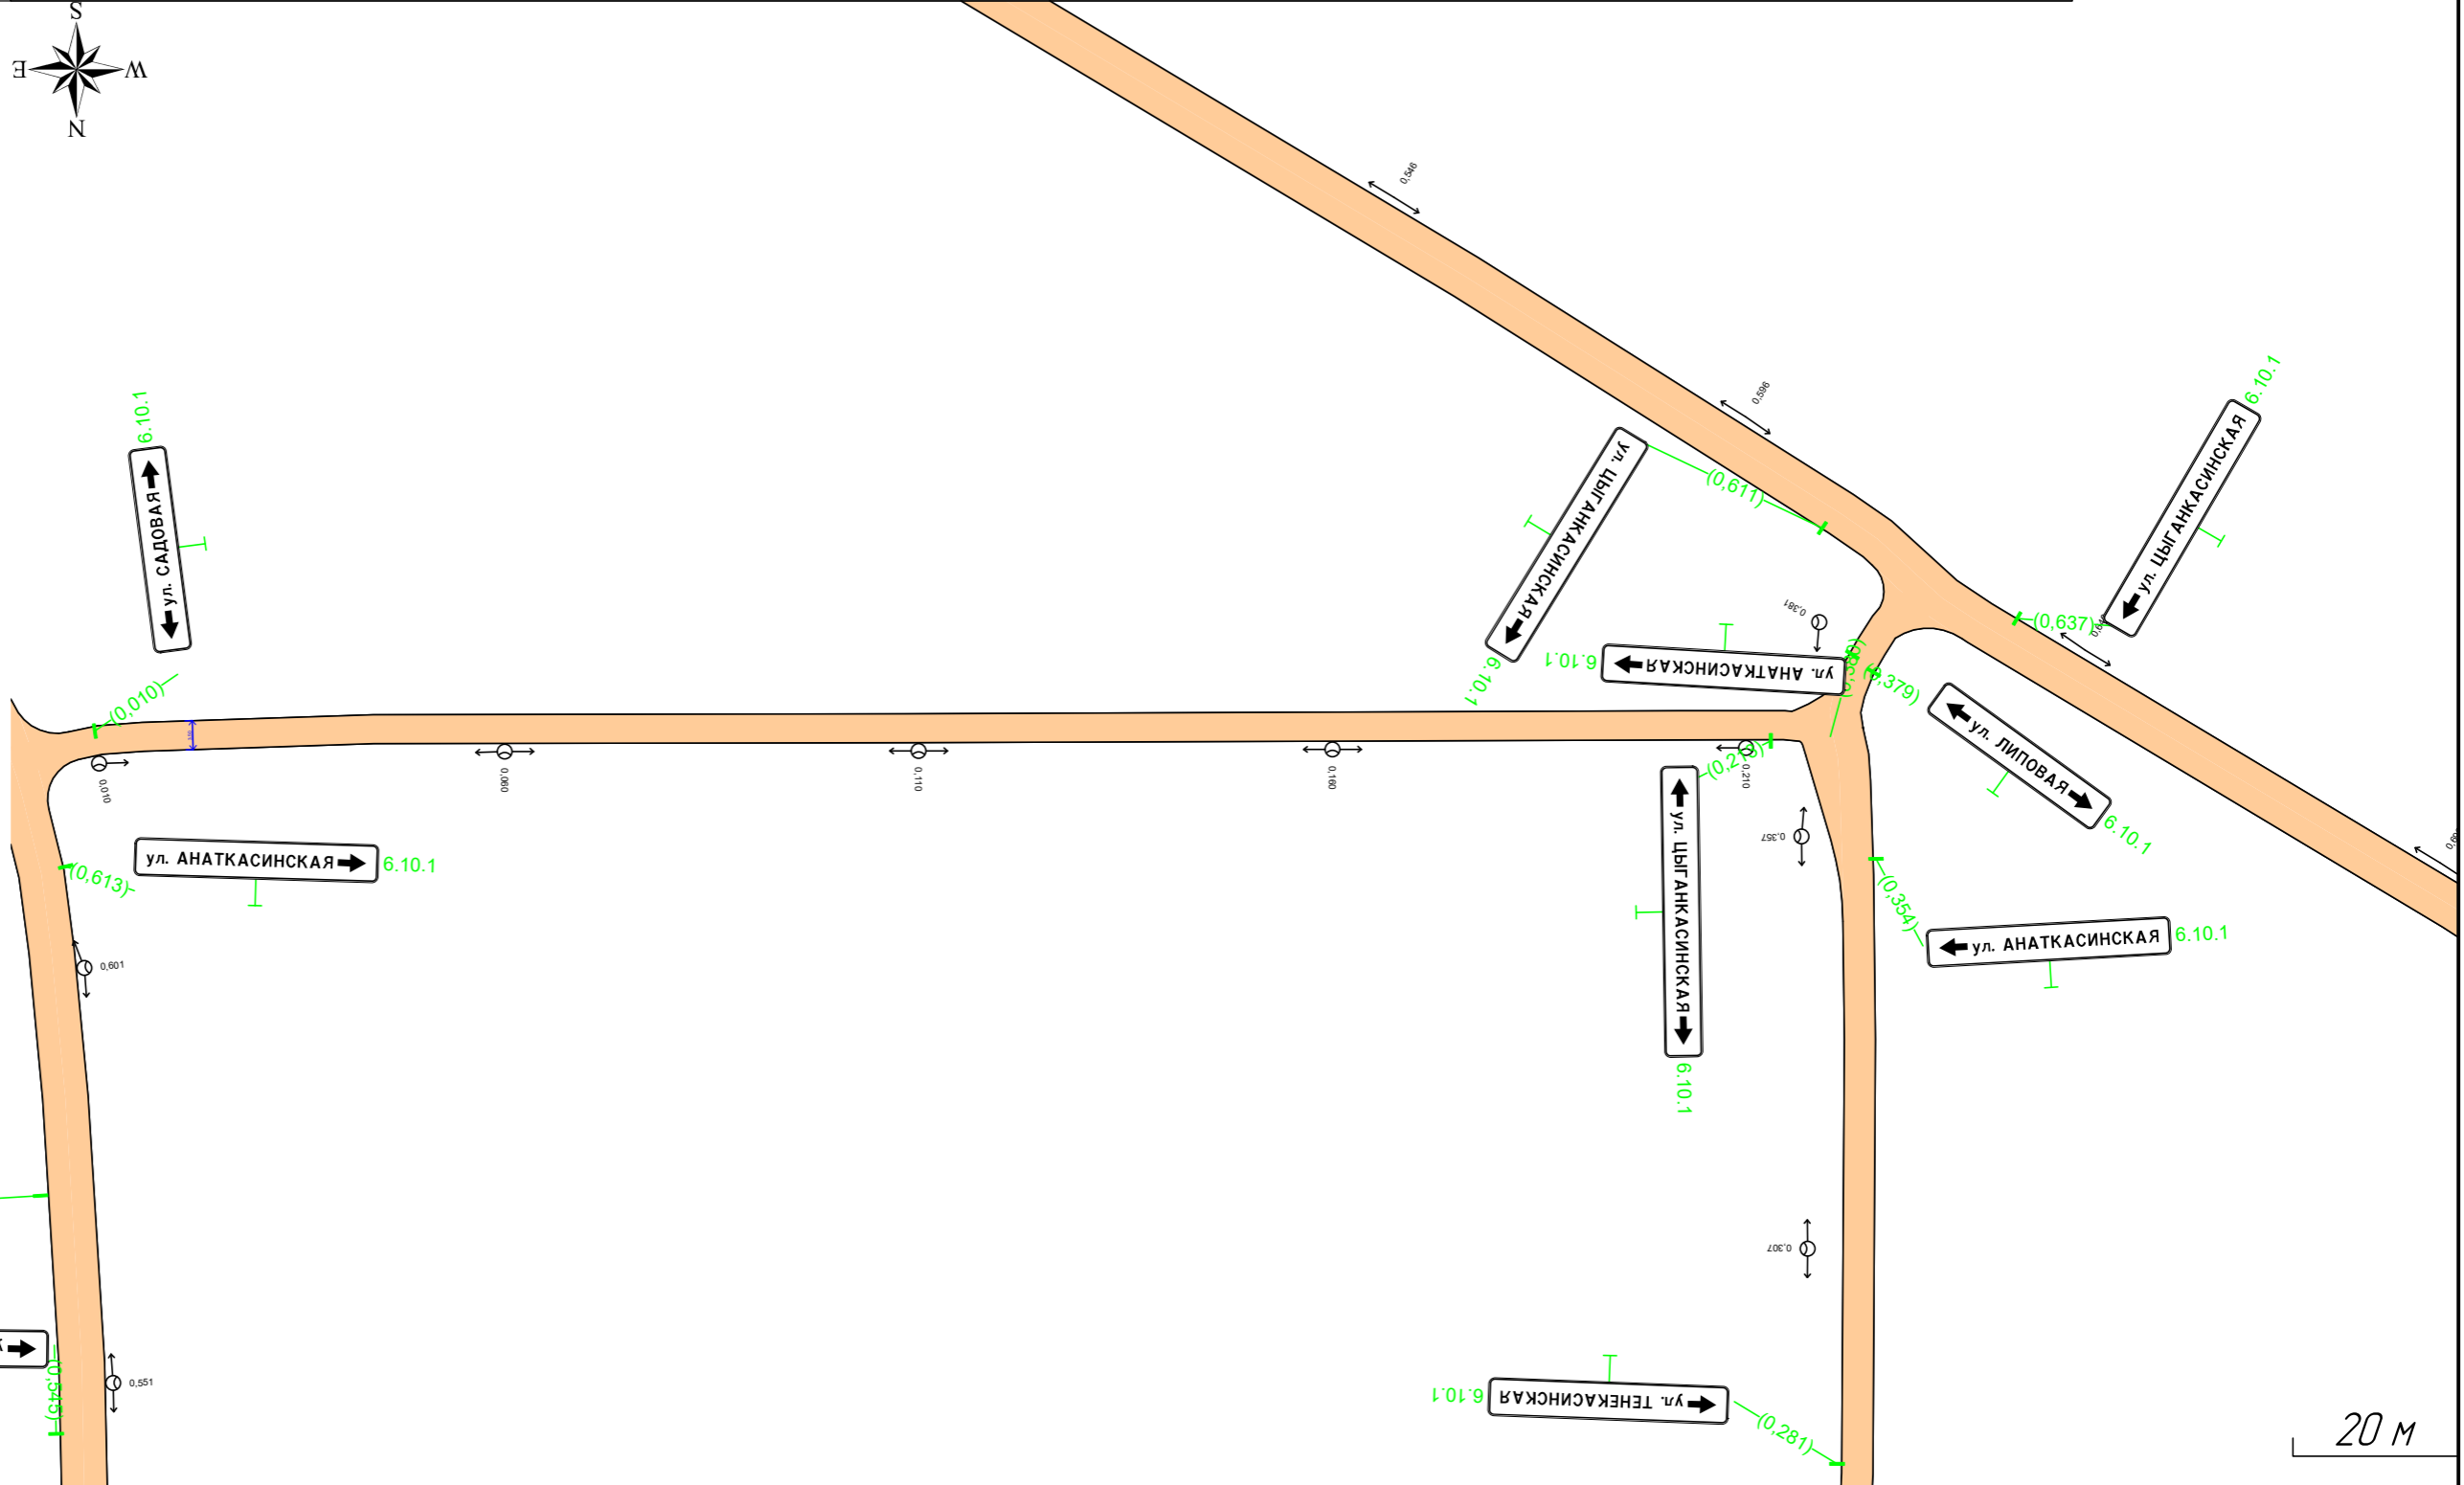 S
E
W
N
0,546
0,596
6.10.1
ул. САДОВАЯ
(0,010)
6.10.1
ул. ЦЫГАНКАСИНСКАЯ
(0,637)
ул. ЦЫГАНКАСИНСКАЯ
6.10.1
(0,611)
0,381
ул. АНАТКАСИНСКАЯ
6.10.1
(0,379)
ул. ЛИПОВАЯ
6.10.1
0,010
0,060
0,110
0,160
0,210
ул. АНАТКАСИНСКАЯ
6.10.1
(0,613)
0,601
ул. ЦЫГАНКАСИНСКАЯ
6.10.1
0,357
(0,354)
ул. АНАТКАСИНСКАЯ
6.10.1
0,307
(0,545)
0,551
ул. ТЕНЕКАСИНСКАЯ
6.10.1
(0,281)
20 м